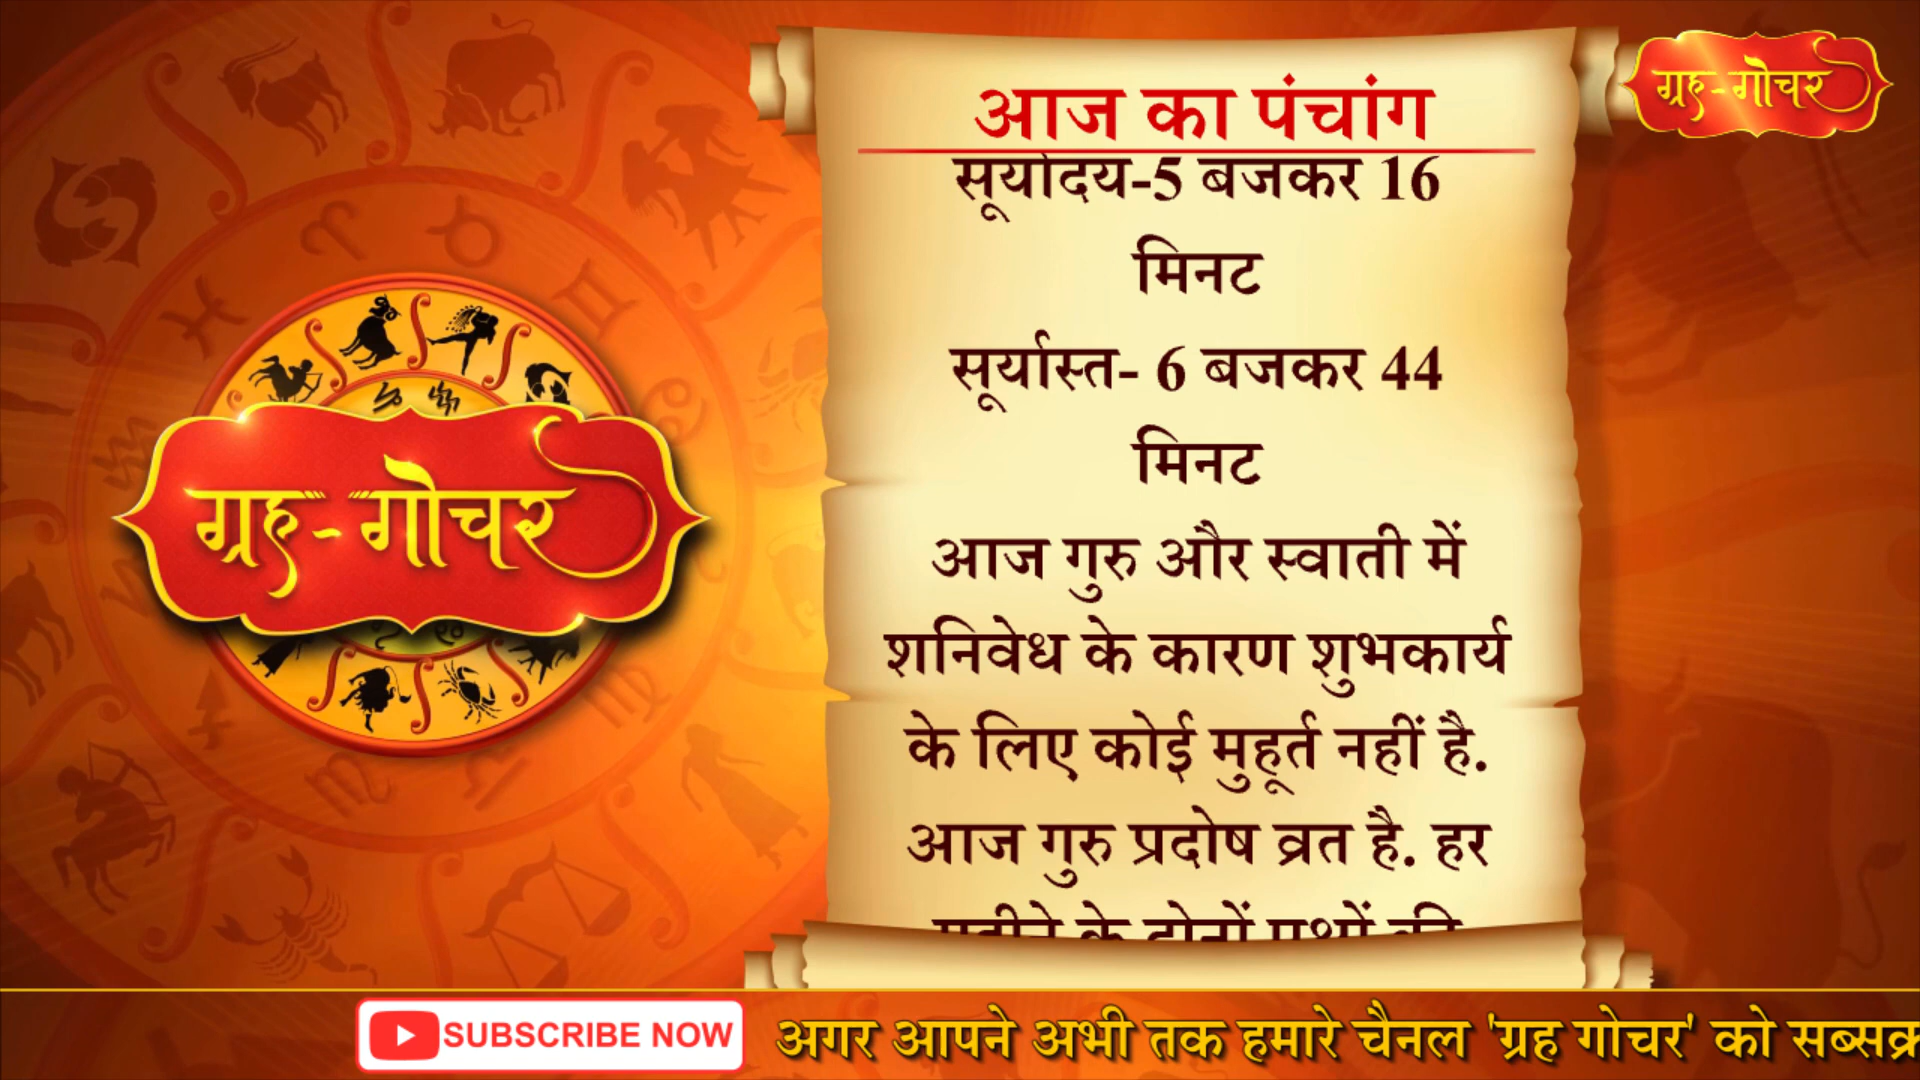 आज का पंचांग
ग्रह-गोचर
सूर्योदय-5 बजकर 16
मिनट
सूर्यास्त- 6 बजकर 44
मिनट
ग्रह-गोचर
आज गुरु और स्वाती में
शनिवेध के कारण शुभकार्य
के लिए कोई मुहूर्त नहीं है.
आज गुरु प्रदोष व्रत है. हर
SUBSCRIBE NOW
अगर आपने अभी तक हमारे चैनल 'ग्रह गोचर' को